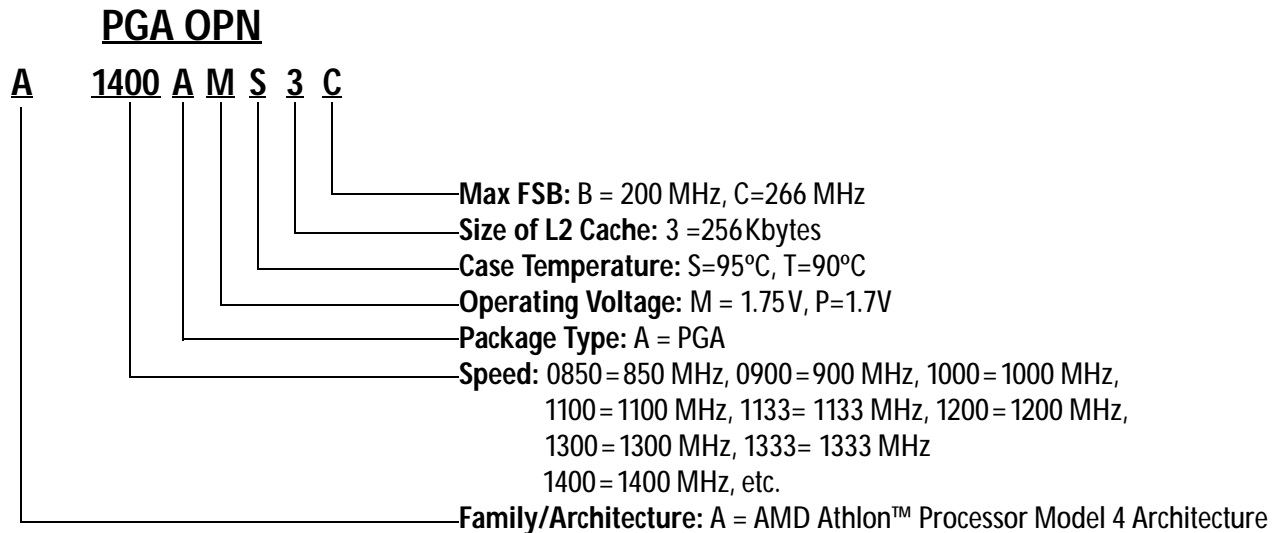 PGA OPN
A 1400 A M S 3 C
Max FSB: B = 200 MHz, C=266 MHz
Size of L2 Cache: 3 =256Kbytes
Case Temperature: S=95ºC, T=90ºC
Operating Voltage: M = 1.75V, P=1.7V
Package Type: A = PGA
Speed: 0850=850 MHz, 0900=900 MHz, 1000=1000 MHz,
1100=1100 MHz, 1133= 1133 MHz, 1200=1200 MHz,
1300=1300 MHz, 1333= 1333 MHz
1400=1400 MHz, etc.
Family/Architecture: A = AMD Athlon™ Processor Model 4 Architecture